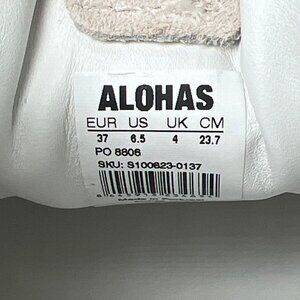 ALOHAS
EUR US UK CM
37 6.5 4 23.7
PO 8806
SKU: S100823-0137